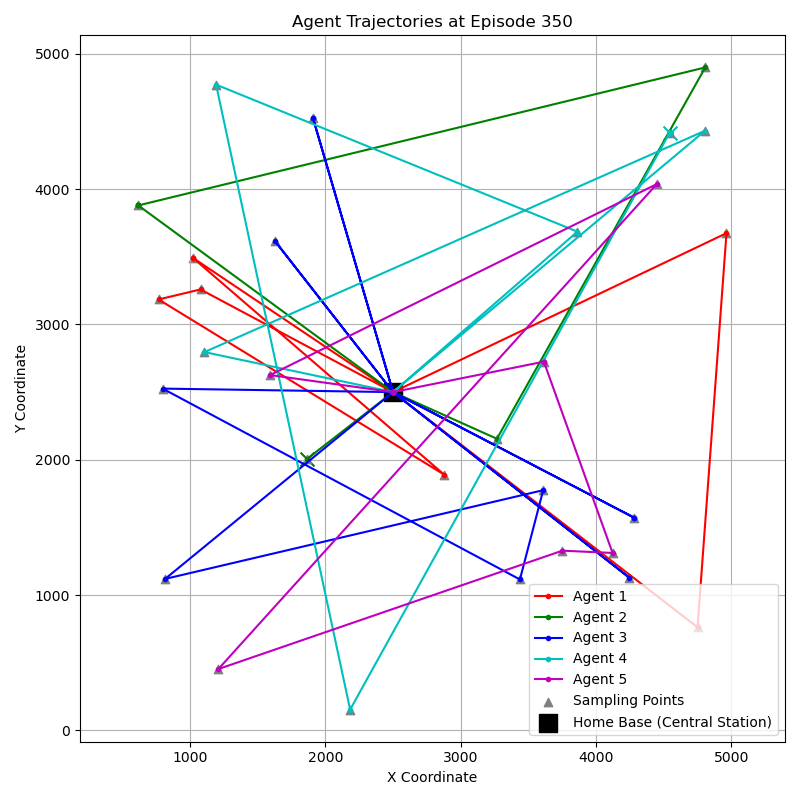 Agent Trajectories at Episode 350
Y Coordinate
5000
4000
3000
2000
1000
0
1000
2000
3000
4000
5000
X Coordinate
Agent 1
Agent 2
Agent 3
Agent 4
Agent 5
Sampling Points
Home Base (Central Station)